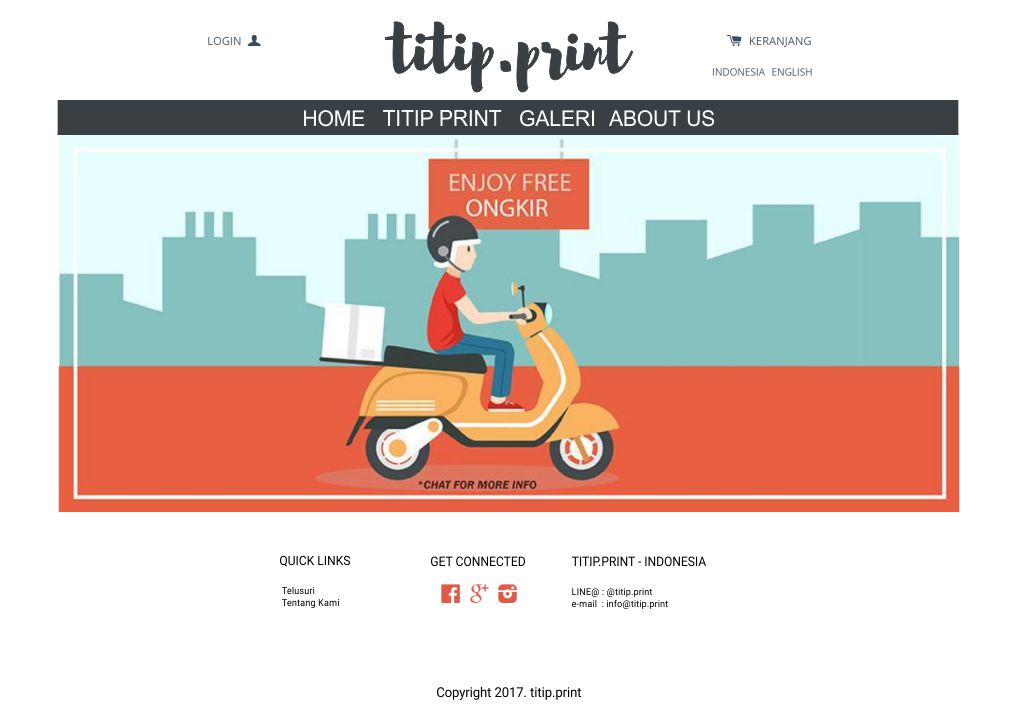 LOGIN
titip.print
KERANJANG
INDONESIA ENGLISH
HOME TITIP PRINT GALERI ABOUT US
ENJOY FREE
ONGKIR
*CHAT FOR MORE INFO
QUICK LINKS
Telusuri
Tentang Kami
GET CONNECTED
TITIP.PRINT - INDONESIA
LINE@ : @titip.print
e-mail : info@titip.print
Copyright 2017. titip.print